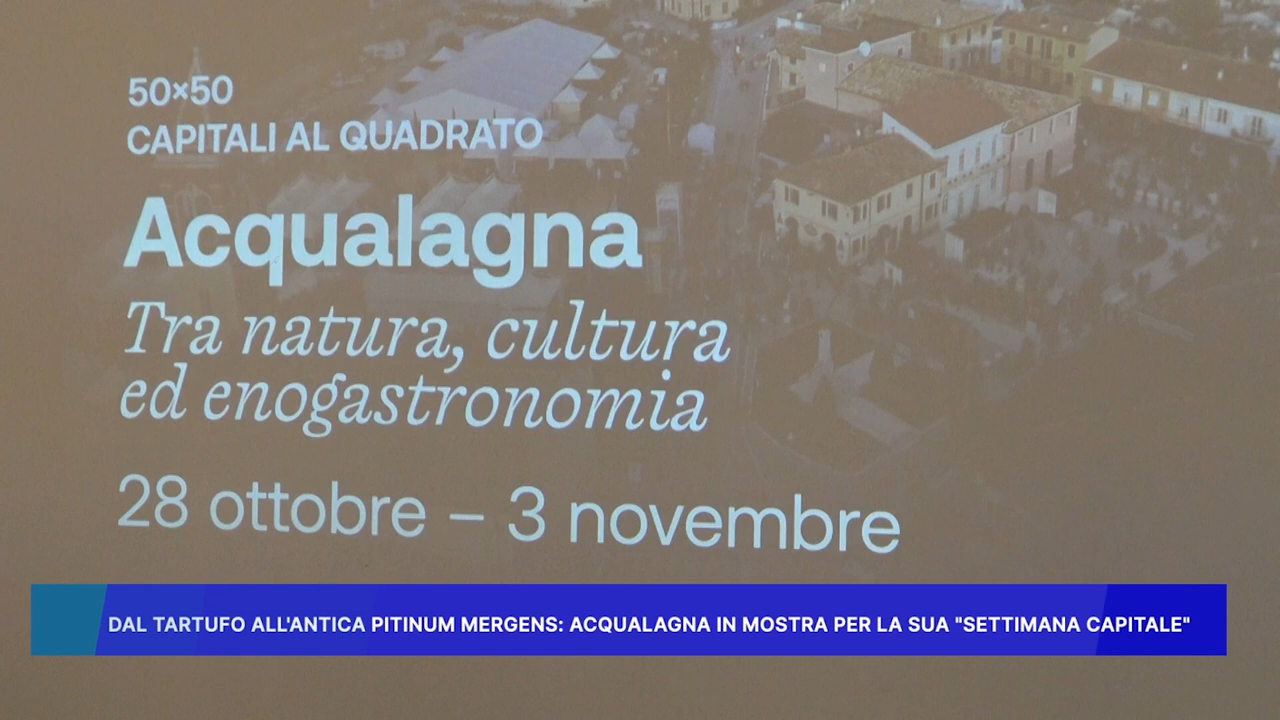 50×50
CAPITALI AL QUADRATO
Acqualagna
Tra natura, cultura
ed enogastronomia
28 ottobre – 3 novembre
DAL TARTUFO ALL'ANTICA PITINUM MERGENS: ACQUALAGNA IN MOSTRA PER LA SUA "SETTIMANA CAPITALE"